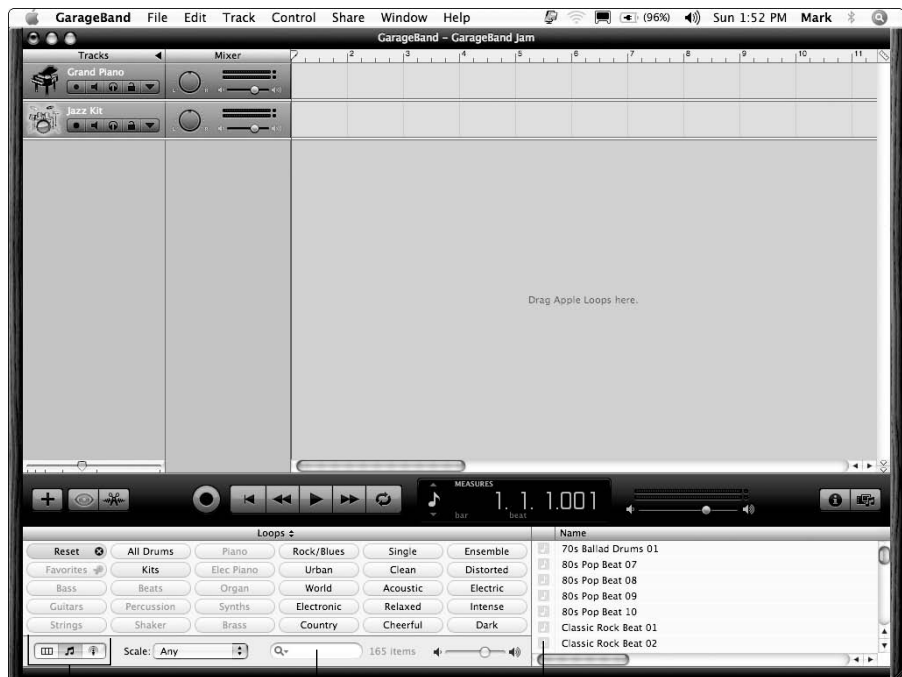 GarageBand File Edit Track Control Share Window Help (96%) Sun 1:52 PM Mark
GarageBand – GarageBand Jam
Tracks Mixer 2 3 4 5 6 7 8 9 10 11
Grand Piano
Jazz Kit
Drag Apple Loops here.
MEASURES
1. 1. 1.001
bar beat
Loops Name
Reset All Drums Piano Rock/Blues Single Ensemble 70s Ballad Drums 01
80s Pop Beat 07
Favorites Kits Elec Piano Urban Clean Distorted
80s Pop Beat 08
Bass Beats Organ World Acoustic Electric
80s Pop Beat 09
Guitars Percussion Synths Electronic Relaxed Intense
80s Pop Beat 10
Strings Shaker Brass Country Cheerful Dark
Classic Rock Beat 01
Scale: Any 165 items Classic Rock Beat 02